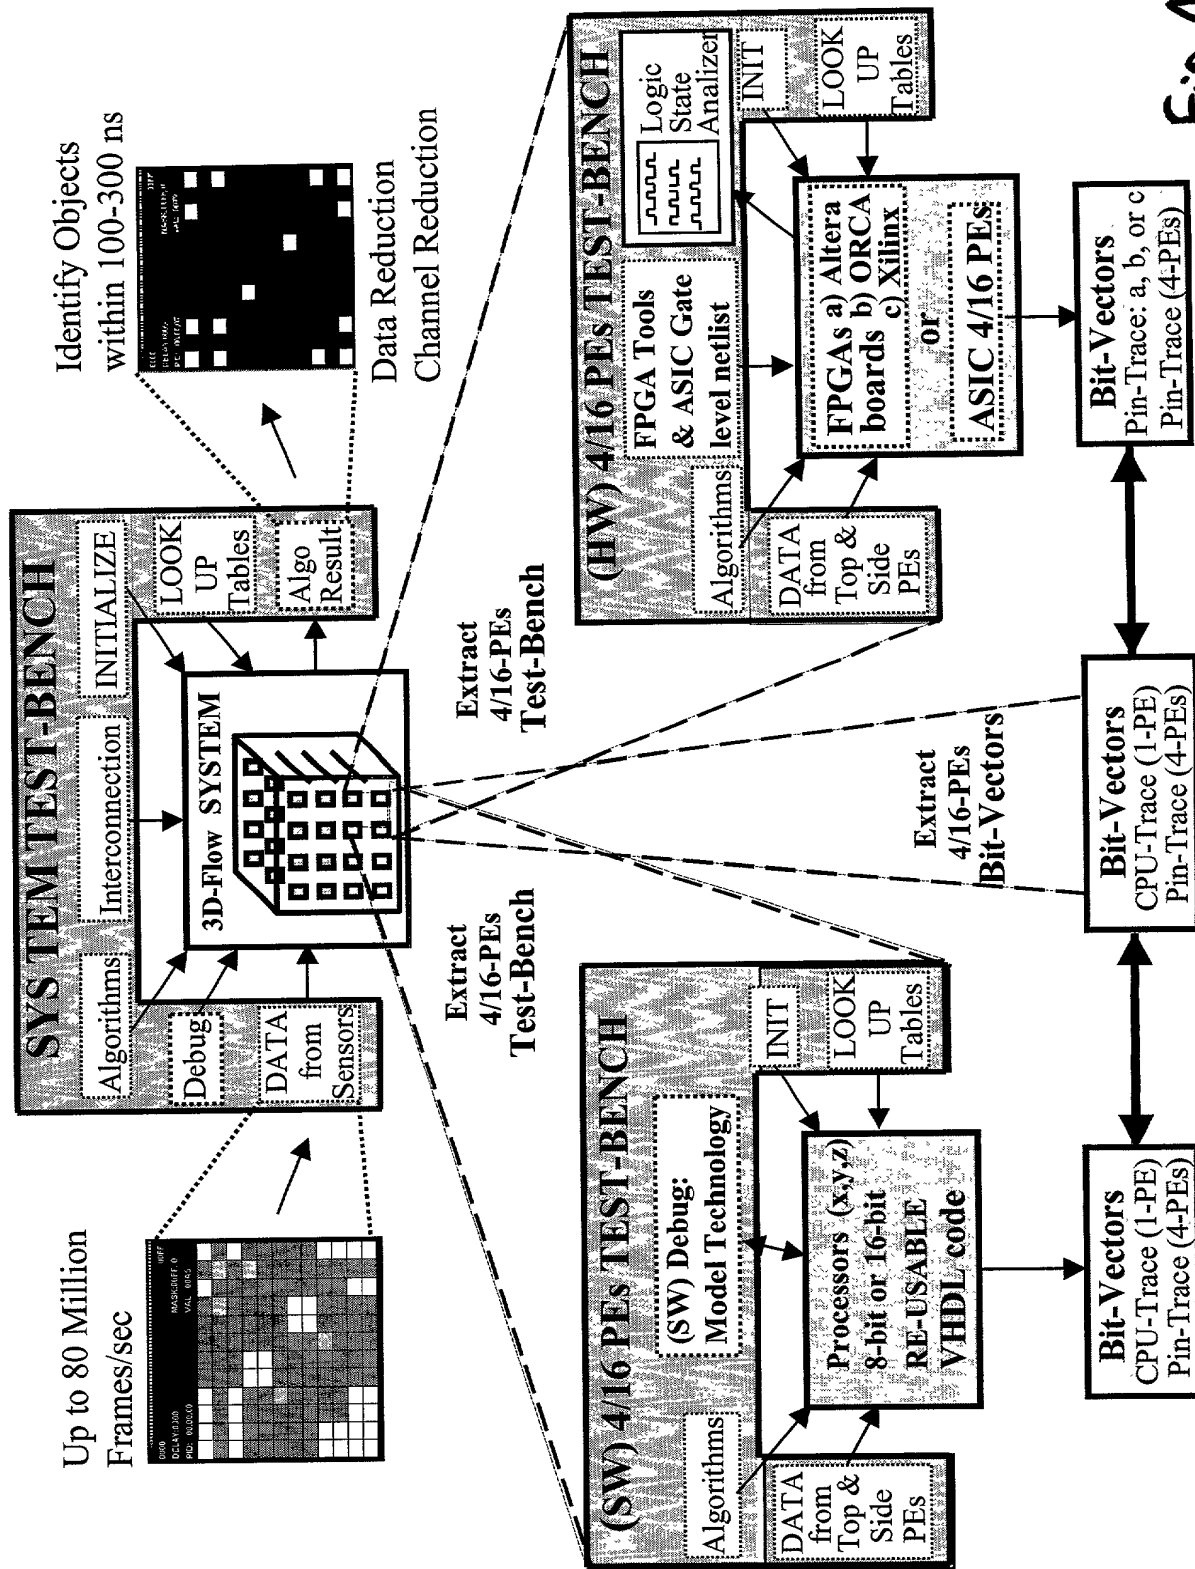 Up to 80 Million
Frames/sec
Identify Objects
within 100-300 ns
Data Reduction
Channel Reduction
SYSTEM TEST-BENCH
Algorithms
Interconnection
INITIALIZE
Debug
DATA
from
Sensors
3D-Flow SYSTEM
LOOK
UP
Tables
Algo
Result
Extract
4/16-PEs
Test-Bench
Extract
4/16-PEs
Test-Bench
(SW) 4/16 PEs TEST-BENCH
Algorithms
(SW) Debug:
Model Technology
INIT
DATA
from
Top &
Side
PEs
Processors (x,y,z)
8-bit or 16-bit
RE-USABLE
VHDL code
LOOK
UP
Tables
Extract
4/16-PEs
Bit-Vectors
(HW) 4/16 PEs TEST-BENCH
Algorithms
FPGA Tools
& ASIC Gate
level netlist
Logic
State
Analizer
INIT
DATA
from
Top &
Side
PEs
FPGAs a) Altera
boards b) ORCA
c) Xilinx
or
ASIC 4/16 PEs
LOOK
UP
Tables
Bit-Vectors
CPU-Trace (1-PE)
Pin-Trace (4-PEs)
Bit-Vectors
CPU-Trace (1-PE)
Pin-Trace (4-PEs)
Bit-Vectors
Pin-Trace: a, b, or c
Pin-Trace (4-PEs)